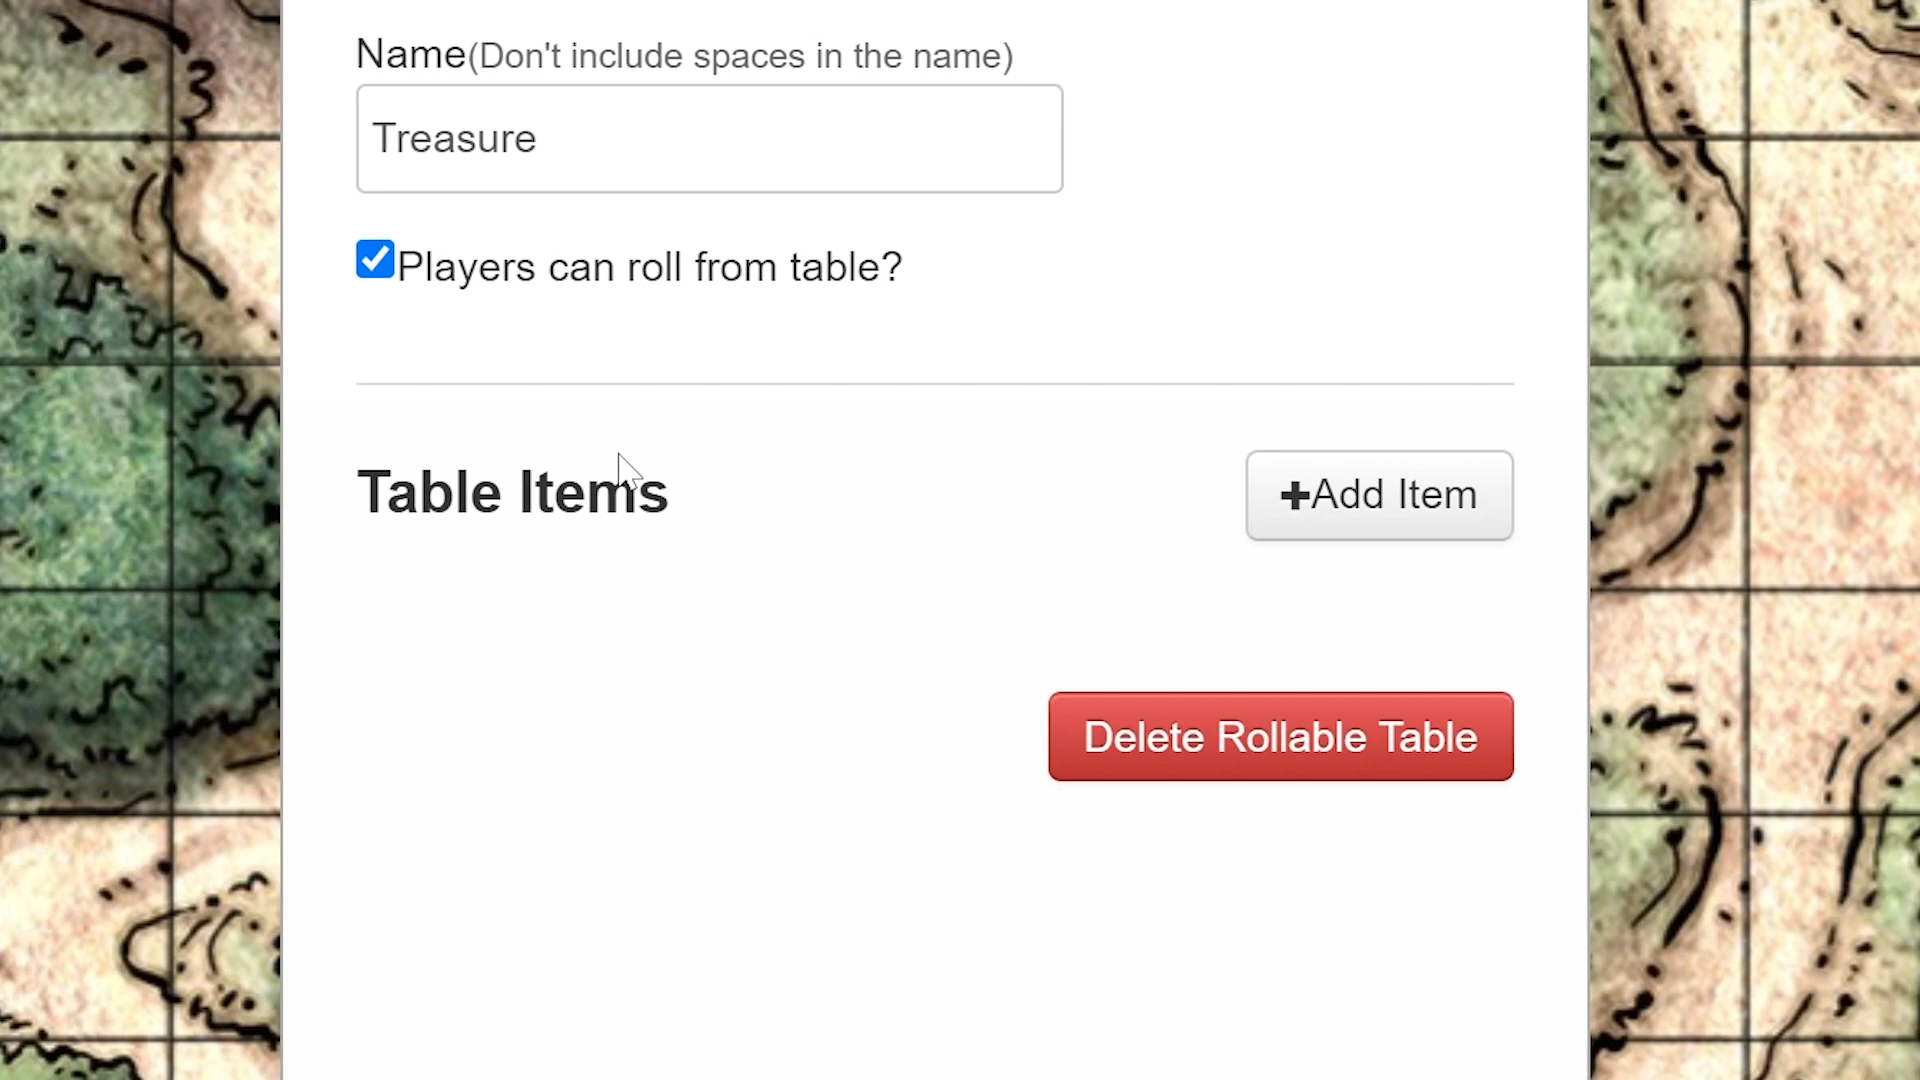 Name(Don't include spaces in the name)
Treasure
Players can roll from table?
Table Items
+Add Item
Delete Rollable Table